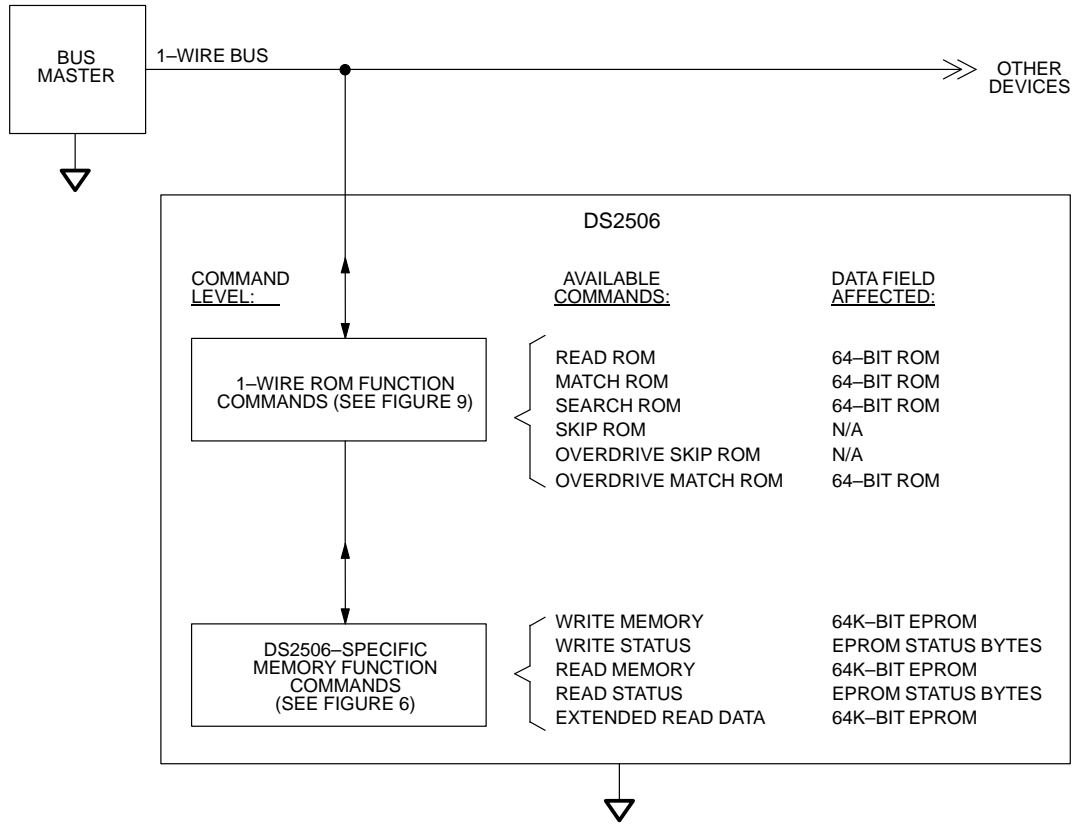 BUS
MASTER
1–WIRE BUS
OTHER
DEVICES
DS2506
COMMAND
LEVEL:
AVAILABLE
COMMANDS:
DATA FIELD
AFFECTED:
1–WIRE ROM FUNCTION
COMMANDS (SEE FIGURE 9)
READ ROM 64–BIT ROM
MATCH ROM 64–BIT ROM
SEARCH ROM 64–BIT ROM
SKIP ROM N/A
OVERDRIVE SKIP ROM N/A
OVERDRIVE MATCH ROM 64–BIT ROM
DS2506–SPECIFIC
MEMORY FUNCTION
COMMANDS
(SEE FIGURE 6)
WRITE MEMORY 64K–BIT EPROM
WRITE STATUS EPROM STATUS BYTES
READ MEMORY 64K–BIT EPROM
READ STATUS EPROM STATUS BYTES
EXTENDED READ DATA 64K–BIT EPROM